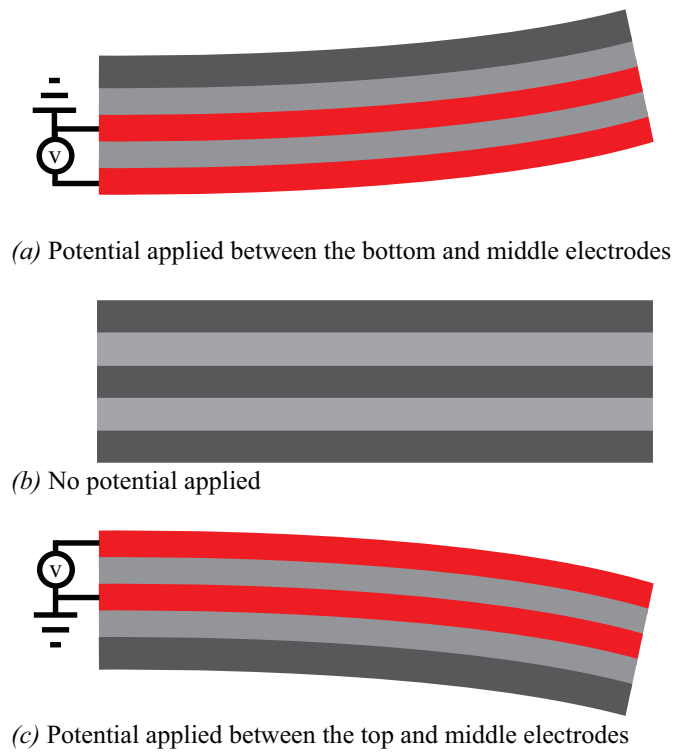 V
(a) Potential applied between the bottom and middle electrodes
(b) No potential applied
V
(c) Potential applied between the top and middle electrodes